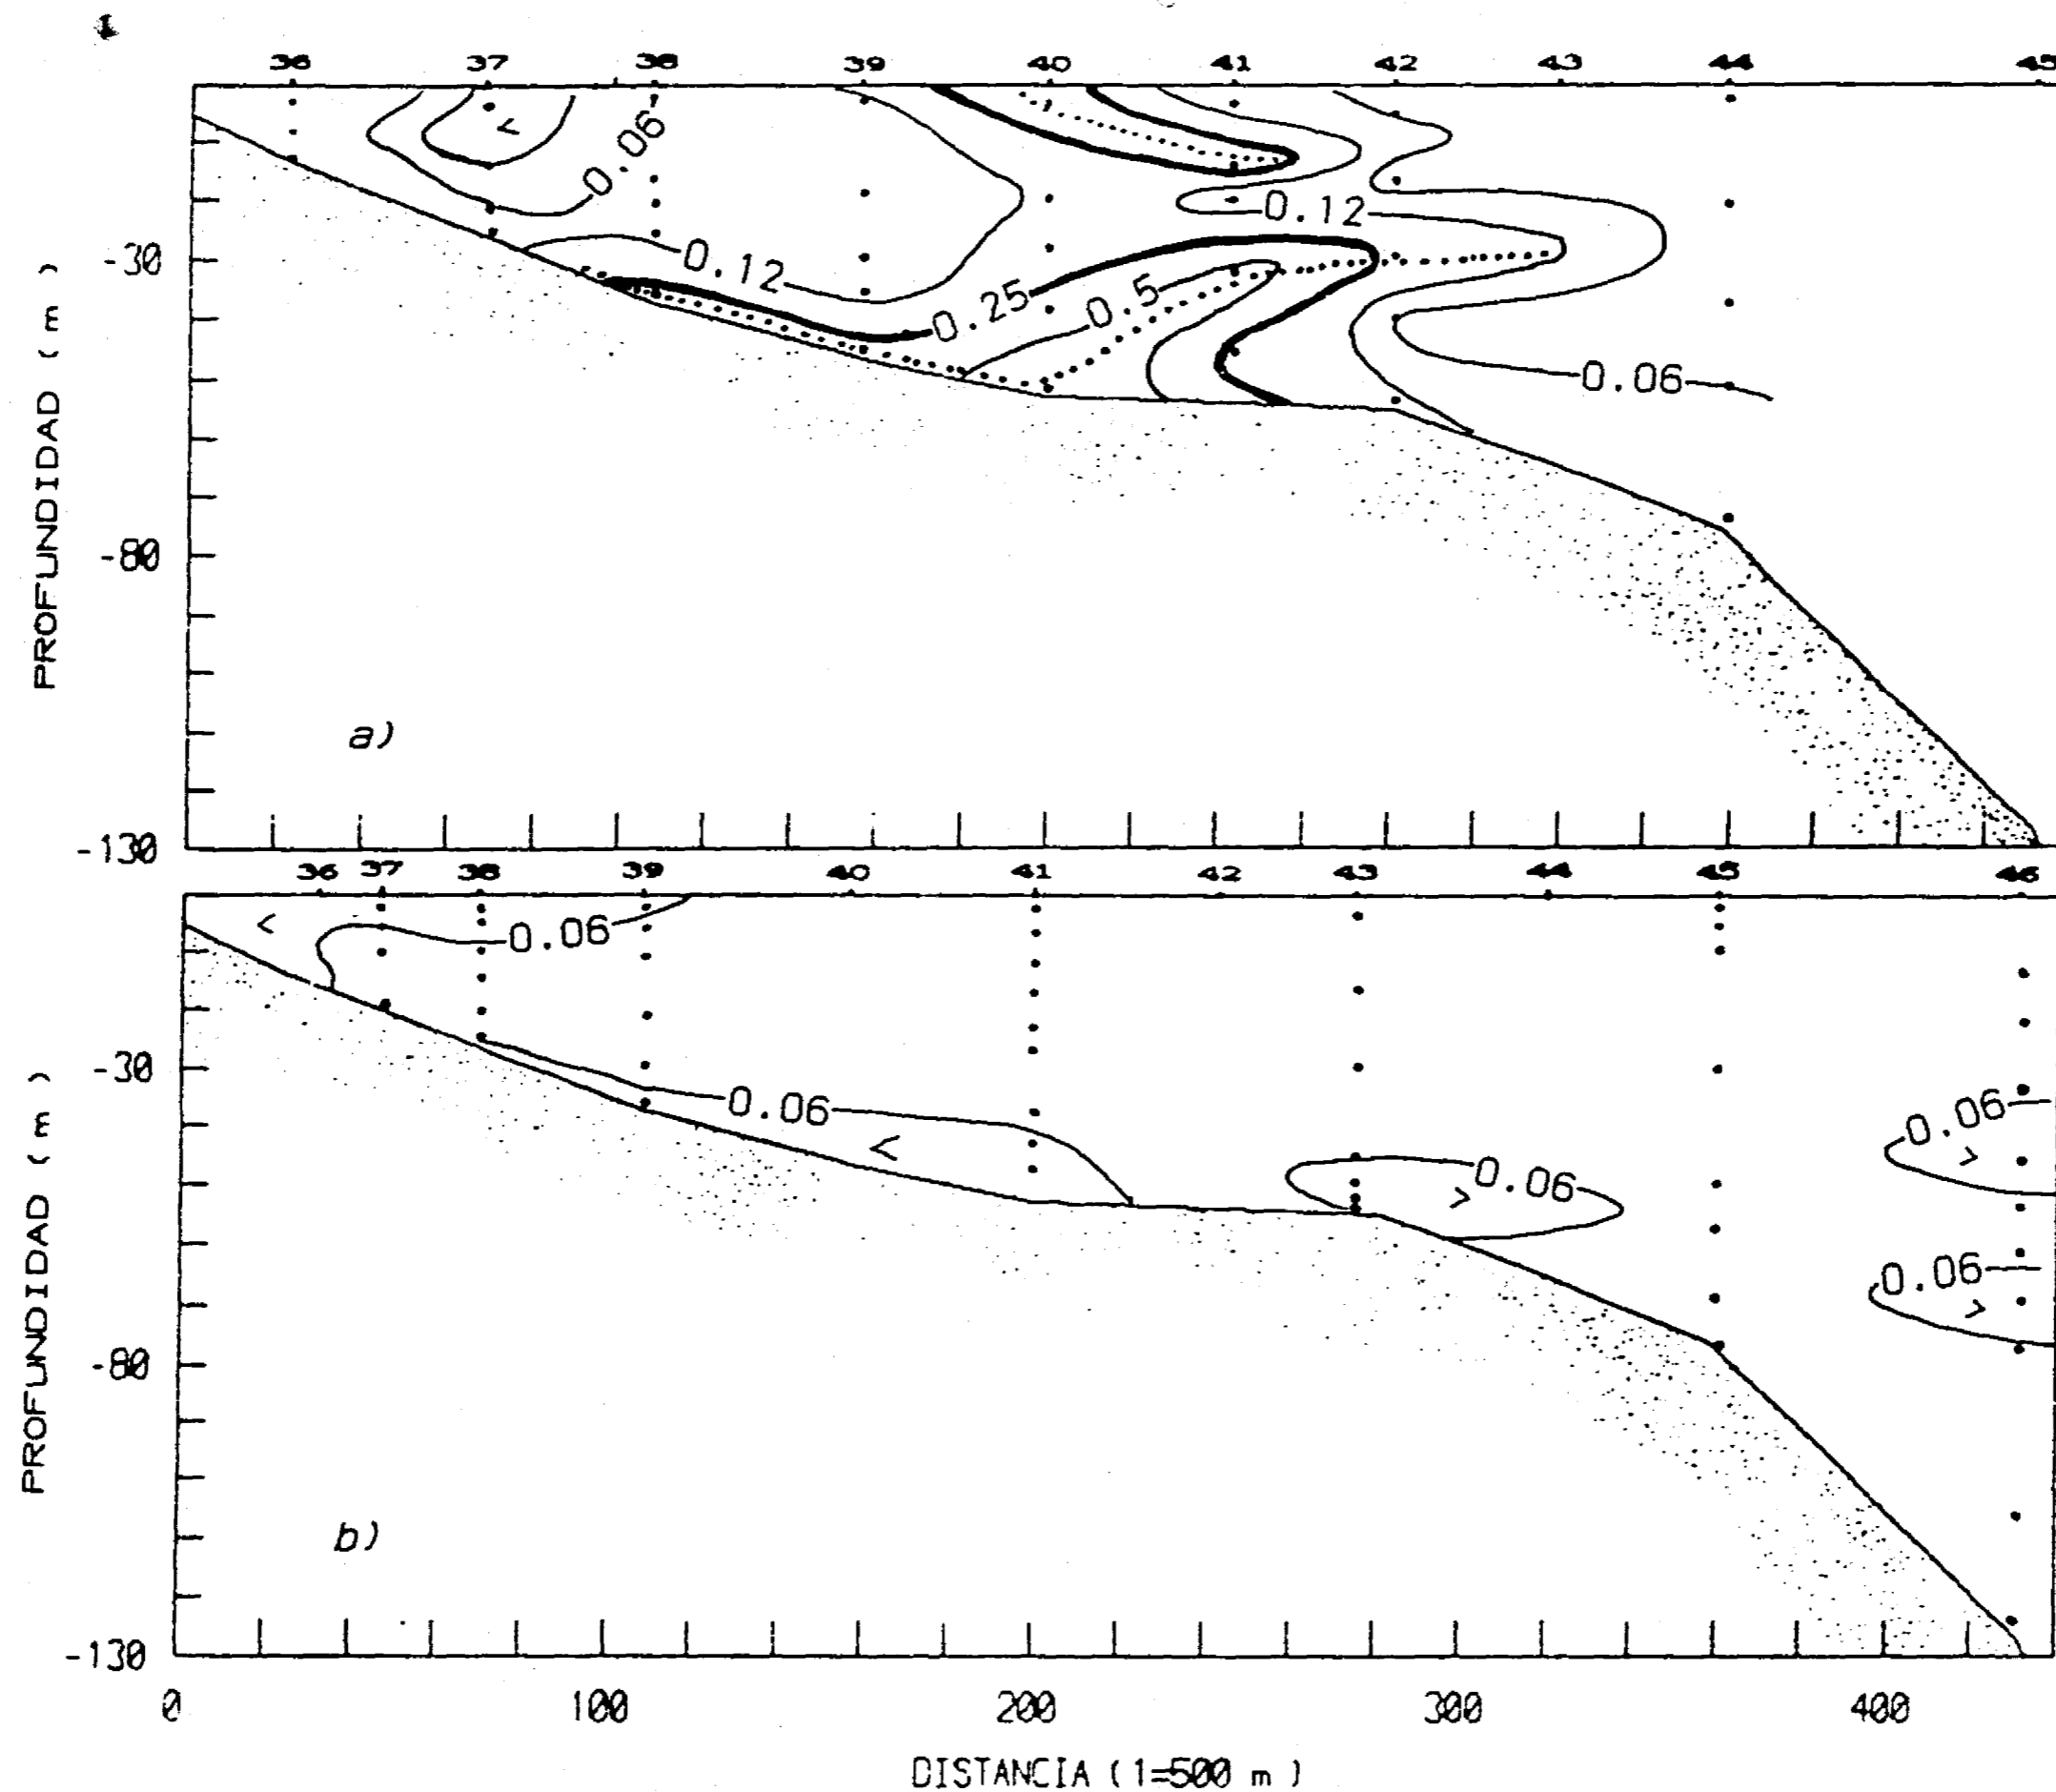 36 37 38 39 40 41 42 43 44 45
< 0.06
0.12
0.12
0.25 0.5
0.06
-30
-80
-130
PROFUNDIDAD ( m )
a)
36 37 38 39 40 41 42 43 44 45 46
< 0.06
0.06
<
0.06
>
0.06
>
0.06
>
-30
-80
-130
PROFUNDIDAD ( m )
b)
0 100 200 300 400
DISTANCIA ( 1=500 m )